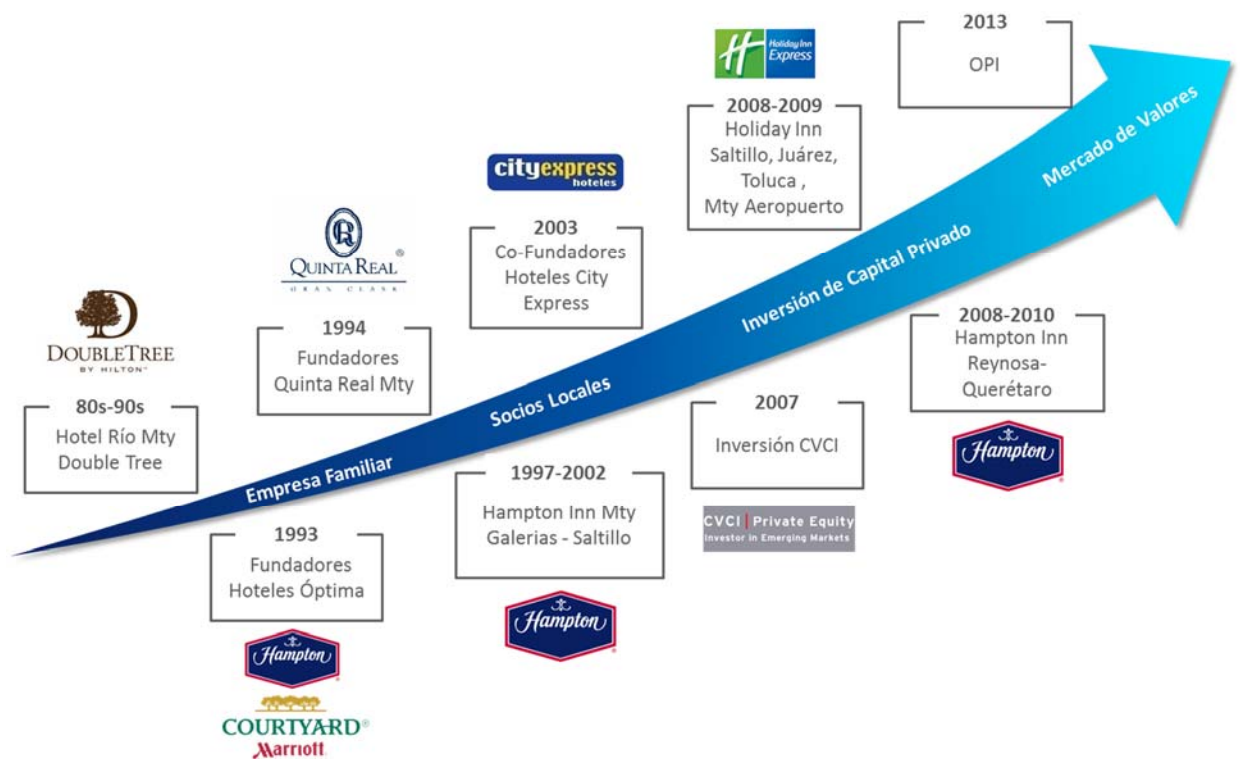 DOUBLETREE
BY HILTON™
80s-90s
Hotel Río Mty
Double Tree
1993
Fundadores
Hoteles Óptima
Hampton
COURTYARD®
Marriott
QUINTA REAL®
GRAN CLASE
1994
Fundadores
Quinta Real Mty
1997-2002
Hampton Inn Mty
Galerias - Saltillo
Hampton
cityexpress
hoteles
2003
Co-Fundadores
Hoteles City
Express
2007
Inversión CVCI
CVCI | Private Equity
Investor in Emerging Markets
Holiday Inn
Express
2008-2009
Holiday Inn
Saltillo, Juárez,
Toluca ,
Mty Aeropuerto
2008-2010
Hampton Inn
Reynosa-
Querétaro
Hampton
2013
OPI
Empresa Familiar
Socios Locales
Inversión de Capital Privado
Mercado de Valores